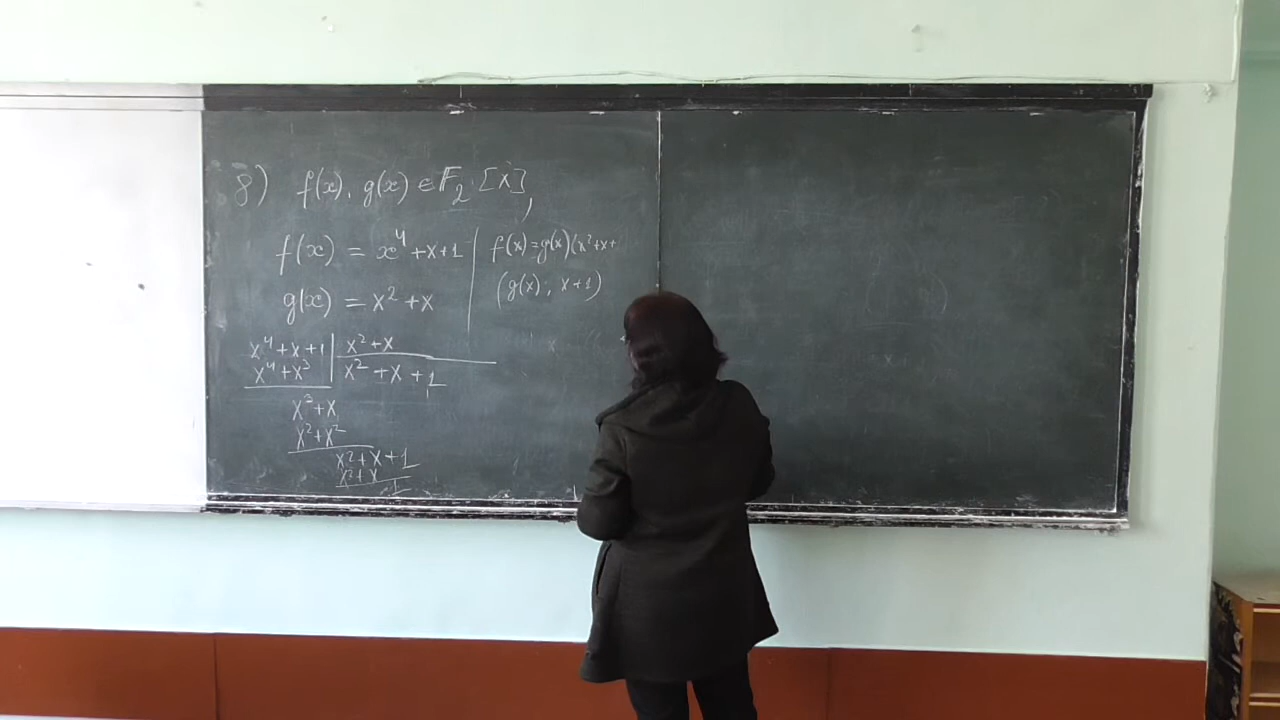 8) f(x), g(x) ∈ 𝔽₂ [x],
f(x) = x⁴ + x + 1
g(x) = x² + x
f(x) = g(x)(x² + x +
(g(x), x + 1)
x⁴ + x + 1 | x² + x
x⁴ + x³ | x² + x + 1
x³ + x
x³ + x²
x² + x + 1
x² + x
1